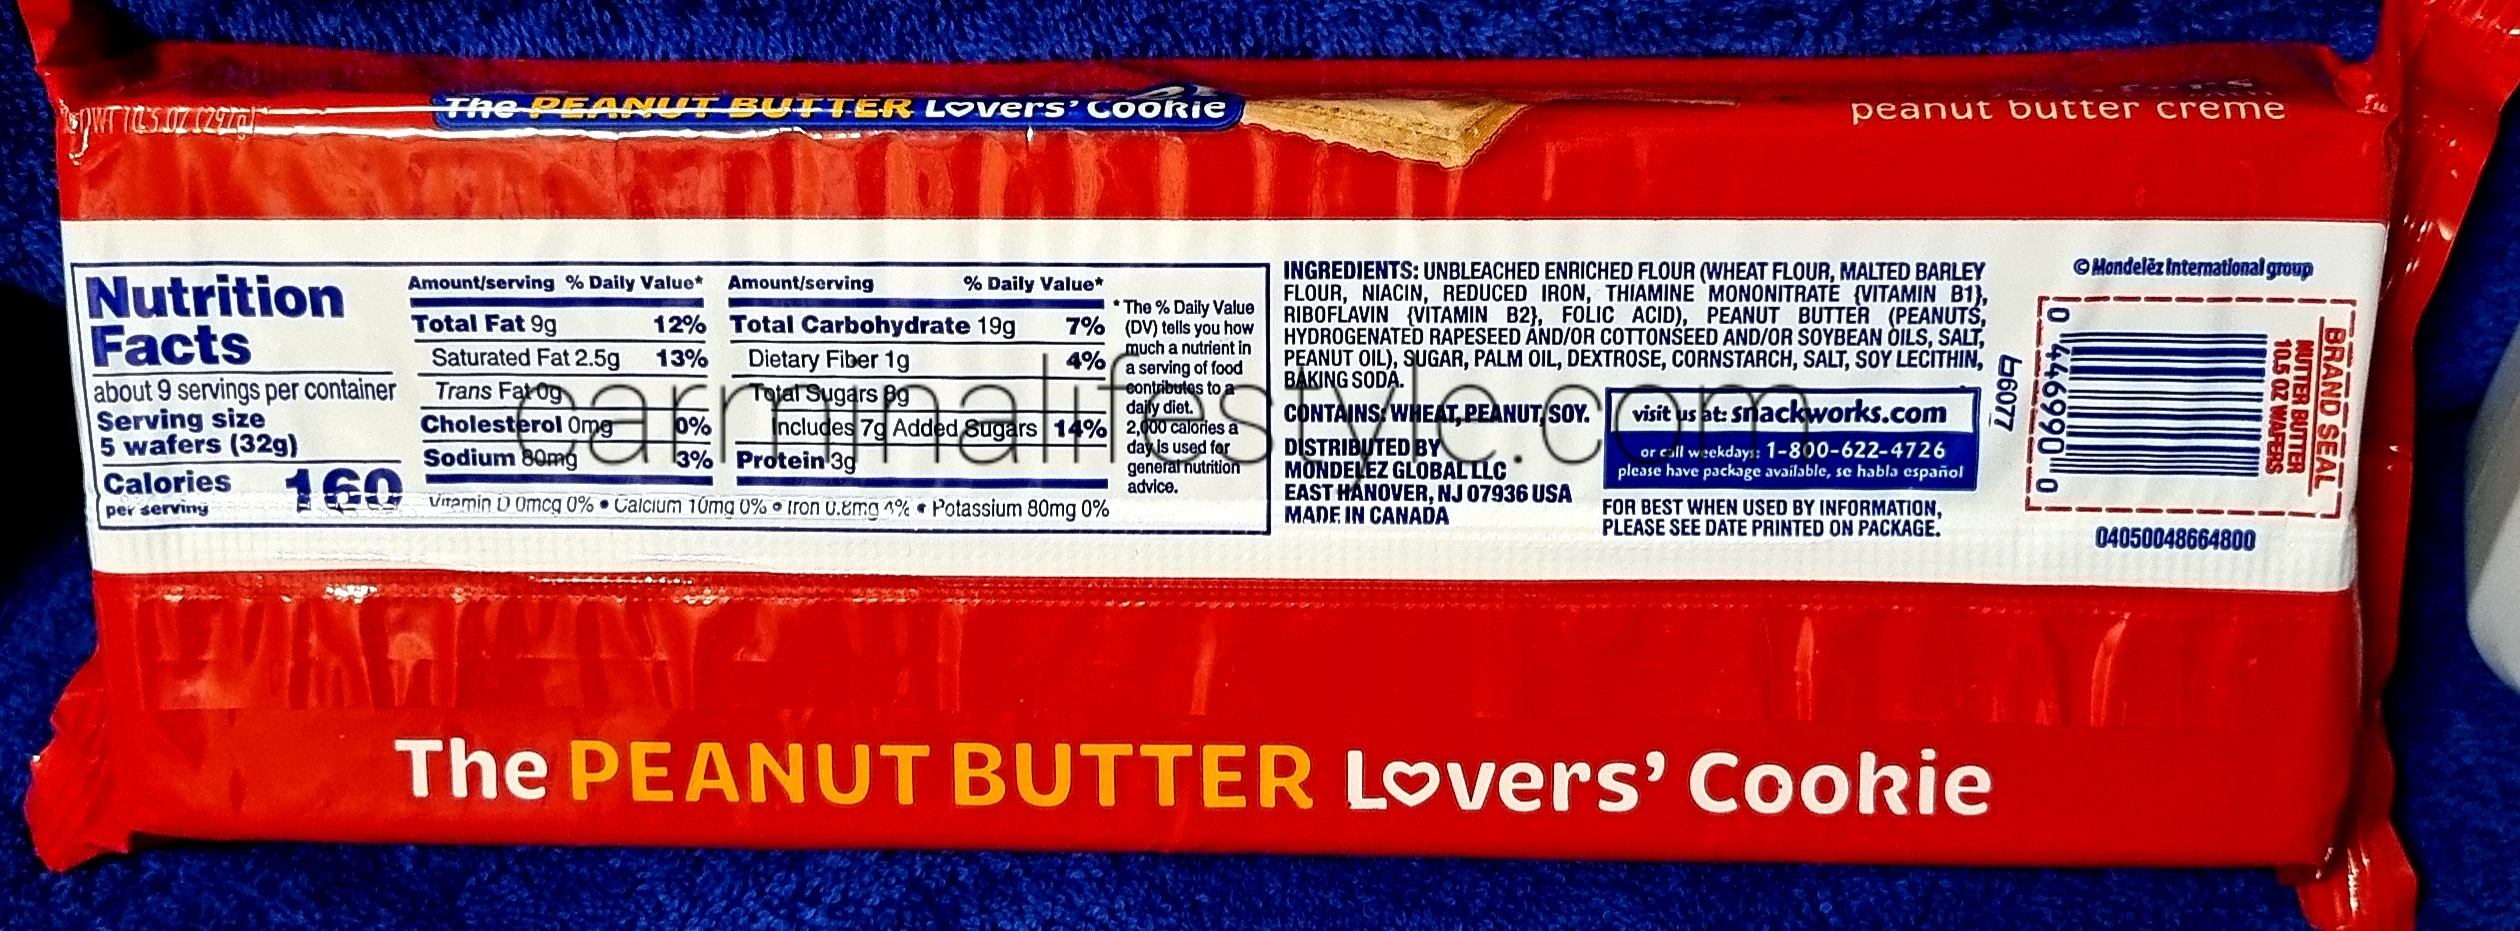 WT 10.5 OZ (297g)
The PEANUT BUTTER Lovers' Cookie
peanut butter creme
Nutrition
Facts
about 9 servings per container
Serving size
5 wafers (32g)
Calories
per serving
160
Amount/serving % Daily Value*
Total Fat 9g 12%
Saturated Fat 2.5g 13%
Trans Fat 0g
Cholesterol 0mg 0%
Sodium 80mg 3%
Amount/serving % Daily Value*
Total Carbohydrate 19g 7%
Dietary Fiber 1g 4%
Total Sugars 8g
Includes 7g Added Sugars 14%
Protein 3g
Vitamin D 0mcg 0% • Calcium 10mg 0% • Iron 0.8mg 4% • Potassium 80mg 0%
* The % Daily Value
(DV) tells you how
much a nutrient in
a serving of food
contributes to a
daily diet.
2,000 calories a
day is used for
general nutrition
advice.
INGREDIENTS: UNBLEACHED ENRICHED FLOUR (WHEAT FLOUR, MALTED BARLEY
FLOUR, NIACIN, REDUCED IRON, THIAMINE MONONITRATE {VITAMIN B1},
RIBOFLAVIN {VITAMIN B2}, FOLIC ACID), PEANUT BUTTER (PEANUTS,
HYDROGENATED RAPESEED AND/OR COTTONSEED AND/OR SOYBEAN OILS, SALT,
PEANUT OIL), SUGAR, PALM OIL, DEXTROSE, CORNSTARCH, SALT, SOY LECITHIN,
BAKING SODA.
CONTAINS: WHEAT, PEANUT, SOY.
DISTRIBUTED BY
MONDELEZ GLOBAL LLC
EAST HANOVER, NJ 07936 USA
MADE IN CANADA
visit us at: snackworks.com
or call weekdays: 1-800-622-4726
please have package available, se habla español
FOR BEST WHEN USED BY INFORMATION,
PLEASE SEE DATE PRINTED ON PACKAGE.
6077
© Mondelēz International group
0 44699 0 0
BRAND SEAL
NUTTER BUTTER
10.5 OZ WAFERS
04050048664800
carminalifestyle.com
The PEANUT BUTTER Lovers' Cookie